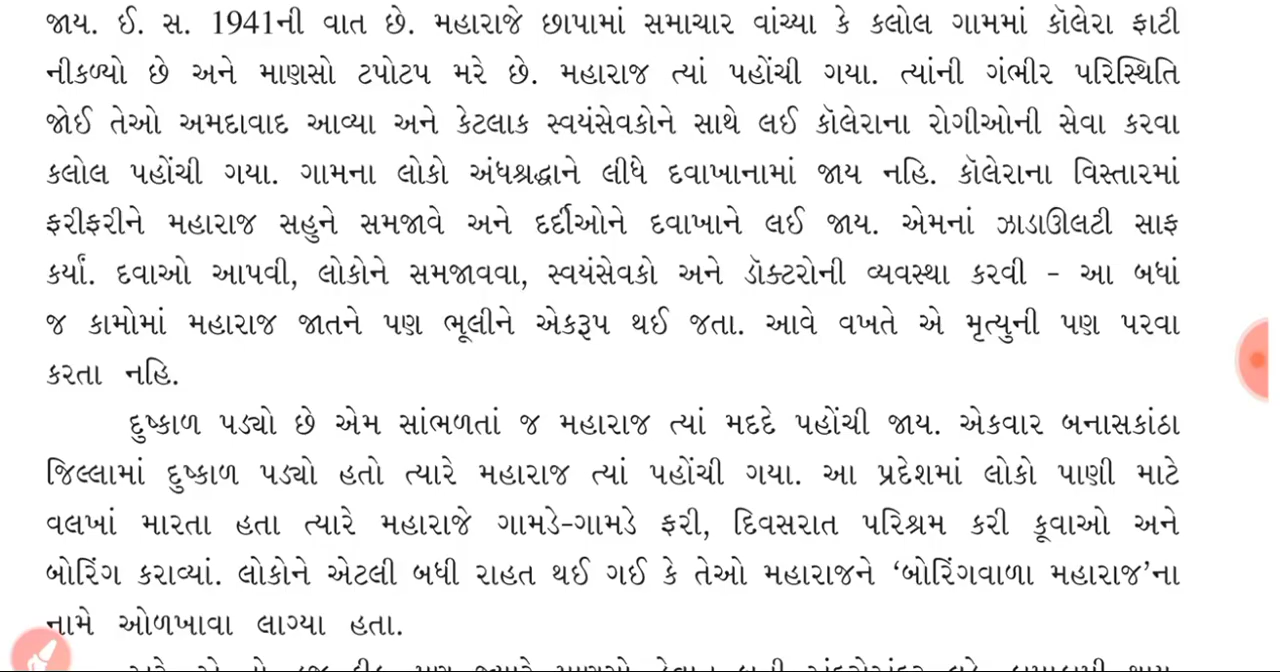 જાય. ઈ. સ. 1941ની વાત છે. મહારાજે છાપામાં સમાચાર વાંચ્યા કે કલોલ ગામમાં કૉલેરા ફાટી
નીકળ્યો છે અને માણસો ટપોટપ મરે છે. મહારાજ ત્યાં પહોંચી ગયા. ત્યાંની ગંભીર પરિસ્થિતિ
જોઈ તેઓ અમદાવાદ આવ્યા અને કેટલાક સ્વયંસેવકોને સાથે લઈ કૉલેરાના રોગીઓની સેવા કરવા
કલોલ પહોંચી ગયા. ગામના લોકો અંધશ્રદ્ધાને લીધે દવાખાનામાં જાય નહિ. કૉલેરાના વિસ્તારમાં
ફરીફરીને મહારાજ સહુને સમજાવે અને દર્દીઓને દવાખાને લઈ જાય. એમનાં ઝાડાઊલટી સાફ
કર્યાં. દવાઓ આપવી, લોકોને સમજાવવા, સ્વયંસેવકો અને ડૉક્ટરોની વ્યવસ્થા કરવી - આ બધાં
જ કામોમાં મહારાજ જાતને પણ ભૂલીને એકરૂપ થઈ જતા. આવે વખતે એ મૃત્યુની પણ પરવા
કરતા નહિ.
દુષ્કાળ પડ્યો છે એમ સાંભળતાં જ મહારાજ ત્યાં મદદે પહોંચી જાય. એકવાર બનાસકાંઠા
જિલ્લામાં દુષ્કાળ પડ્યો હતો ત્યારે મહારાજ ત્યાં પહોંચી ગયા. આ પ્રદેશમાં લોકો પાણી માટે
વલખાં મારતા હતા ત્યારે મહારાજે ગામડે-ગામડે ફરી, દિવસરાત પરિશ્રમ કરી કૂવાઓ અને
બોરિંગ કરાવ્યાં. લોકોને એટલી બધી રાહત થઈ ગઈ કે તેઓ મહારાજને ‘બોરિંગવાળા મહારાજ’ના
નામે ઓળખાવા લાગ્યા હતા.